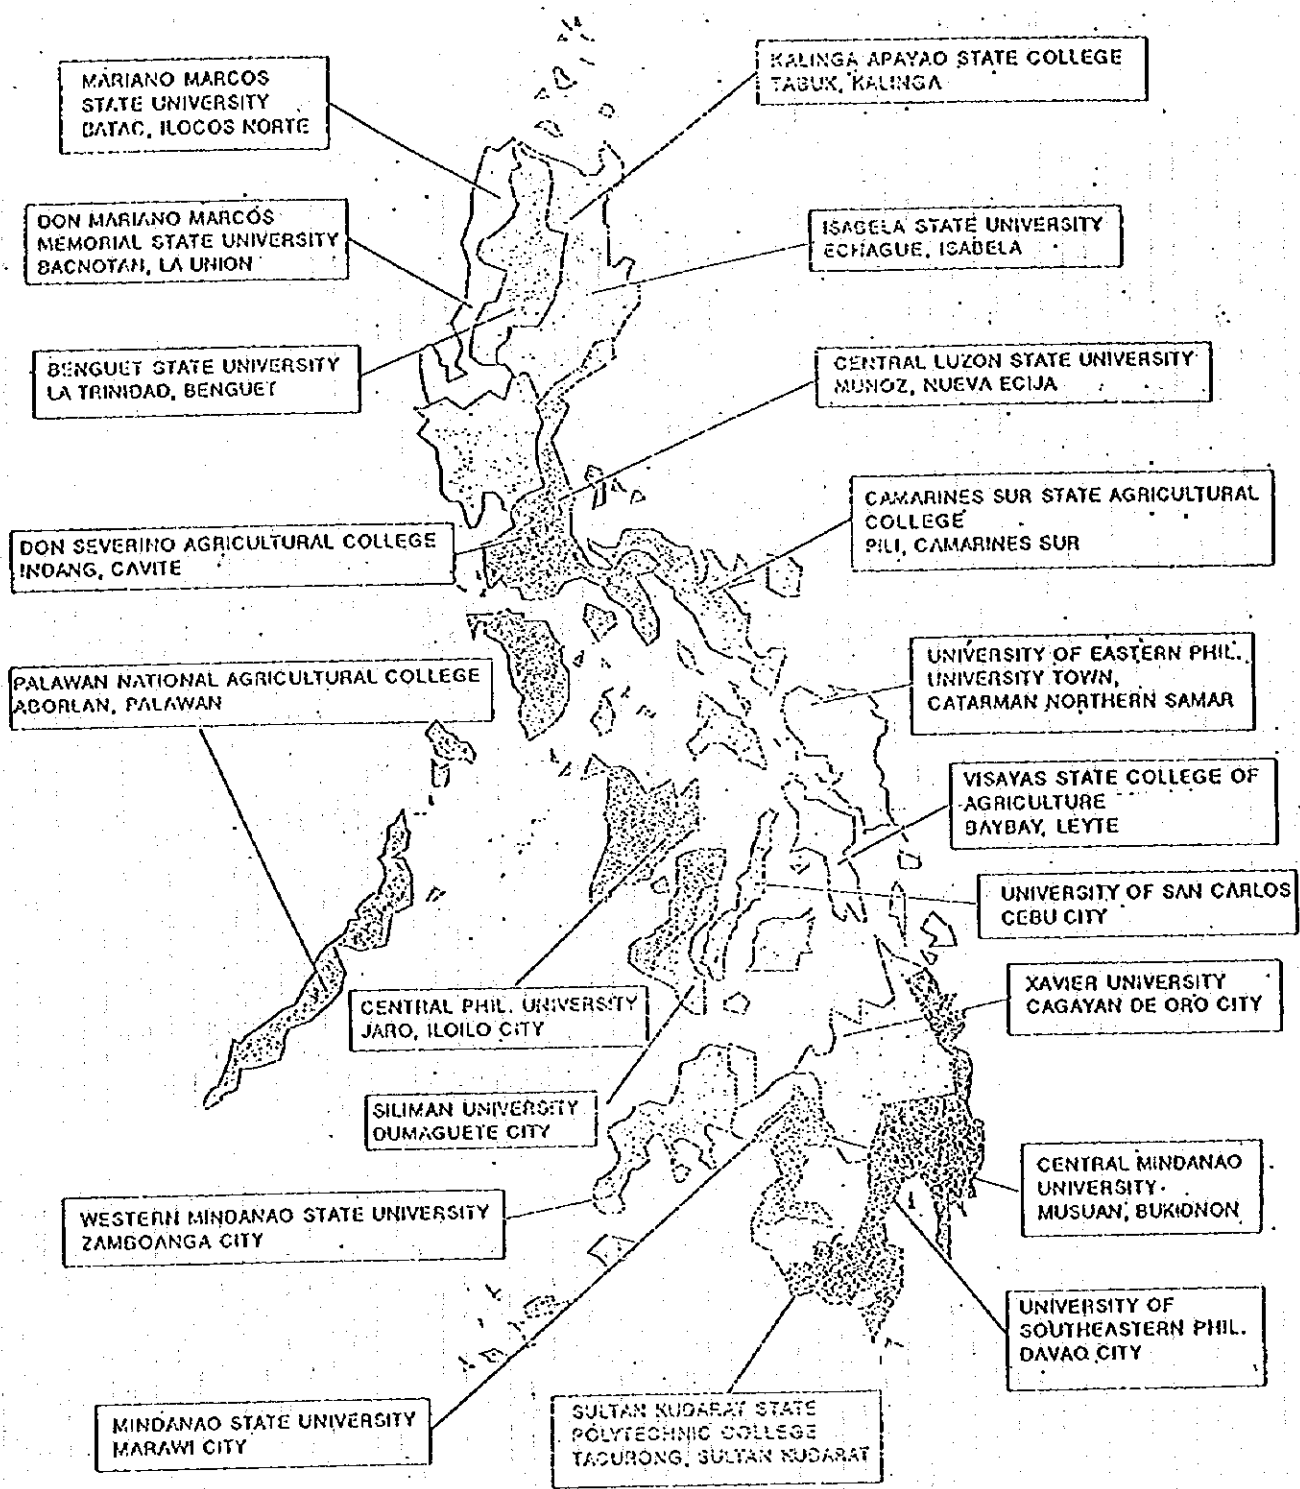 MARIANO MARCOS
STATE UNIVERSITY
BATAC, ILOCOS NORTE
KALINGA APAYAO STATE COLLEGE
TABUK, KALINGA
DON MARIANO MARCOS
MEMORIAL STATE UNIVERSITY
BACNOTAN, LA UNION
ISABELA STATE UNIVERSITY
ECHAGUE, ISABELA
BENGUET STATE UNIVERSITY
LA TRINIDAD, BENGUET
CENTRAL LUZON STATE UNIVERSITY
MUNOZ, NUEVA ECIJA
CAMARINES SUR STATE AGRICULTURAL
COLLEGE
PILI, CAMARINES SUR
DON SEVERINO AGRICULTURAL COLLEGE
INDANG, CAVITE
UNIVERSITY OF EASTERN PHIL.
UNIVERSITY TOWN,
CATARMAN NORTHERN SAMAR
PALAWAN NATIONAL AGRICULTURAL COLLEGE
ABORLAN, PALAWAN
VISAYAS STATE COLLEGE OF
AGRICULTURE
BAYBAY, LEYTE
UNIVERSITY OF SAN CARLOS
CEBU CITY
CENTRAL PHIL. UNIVERSITY
JARO, ILOILO CITY
XAVIER UNIVERSITY
CAGAYAN DE ORO CITY
SILIMAN UNIVERSITY
DUMAGUETE CITY
CENTRAL MINDANAO
UNIVERSITY
MUSUAN, BUKIDNON
WESTERN MINDANAO STATE UNIVERSITY
ZAMBOANGA CITY
UNIVERSITY OF
SOUTHEASTERN PHIL.
DAVAO CITY
MINDANAO STATE UNIVERSITY
MARAWI CITY
SULTAN KUDARAT STATE
POLYTECHNIC COLLEGE
TACURONG, SULTAN KUDARAT